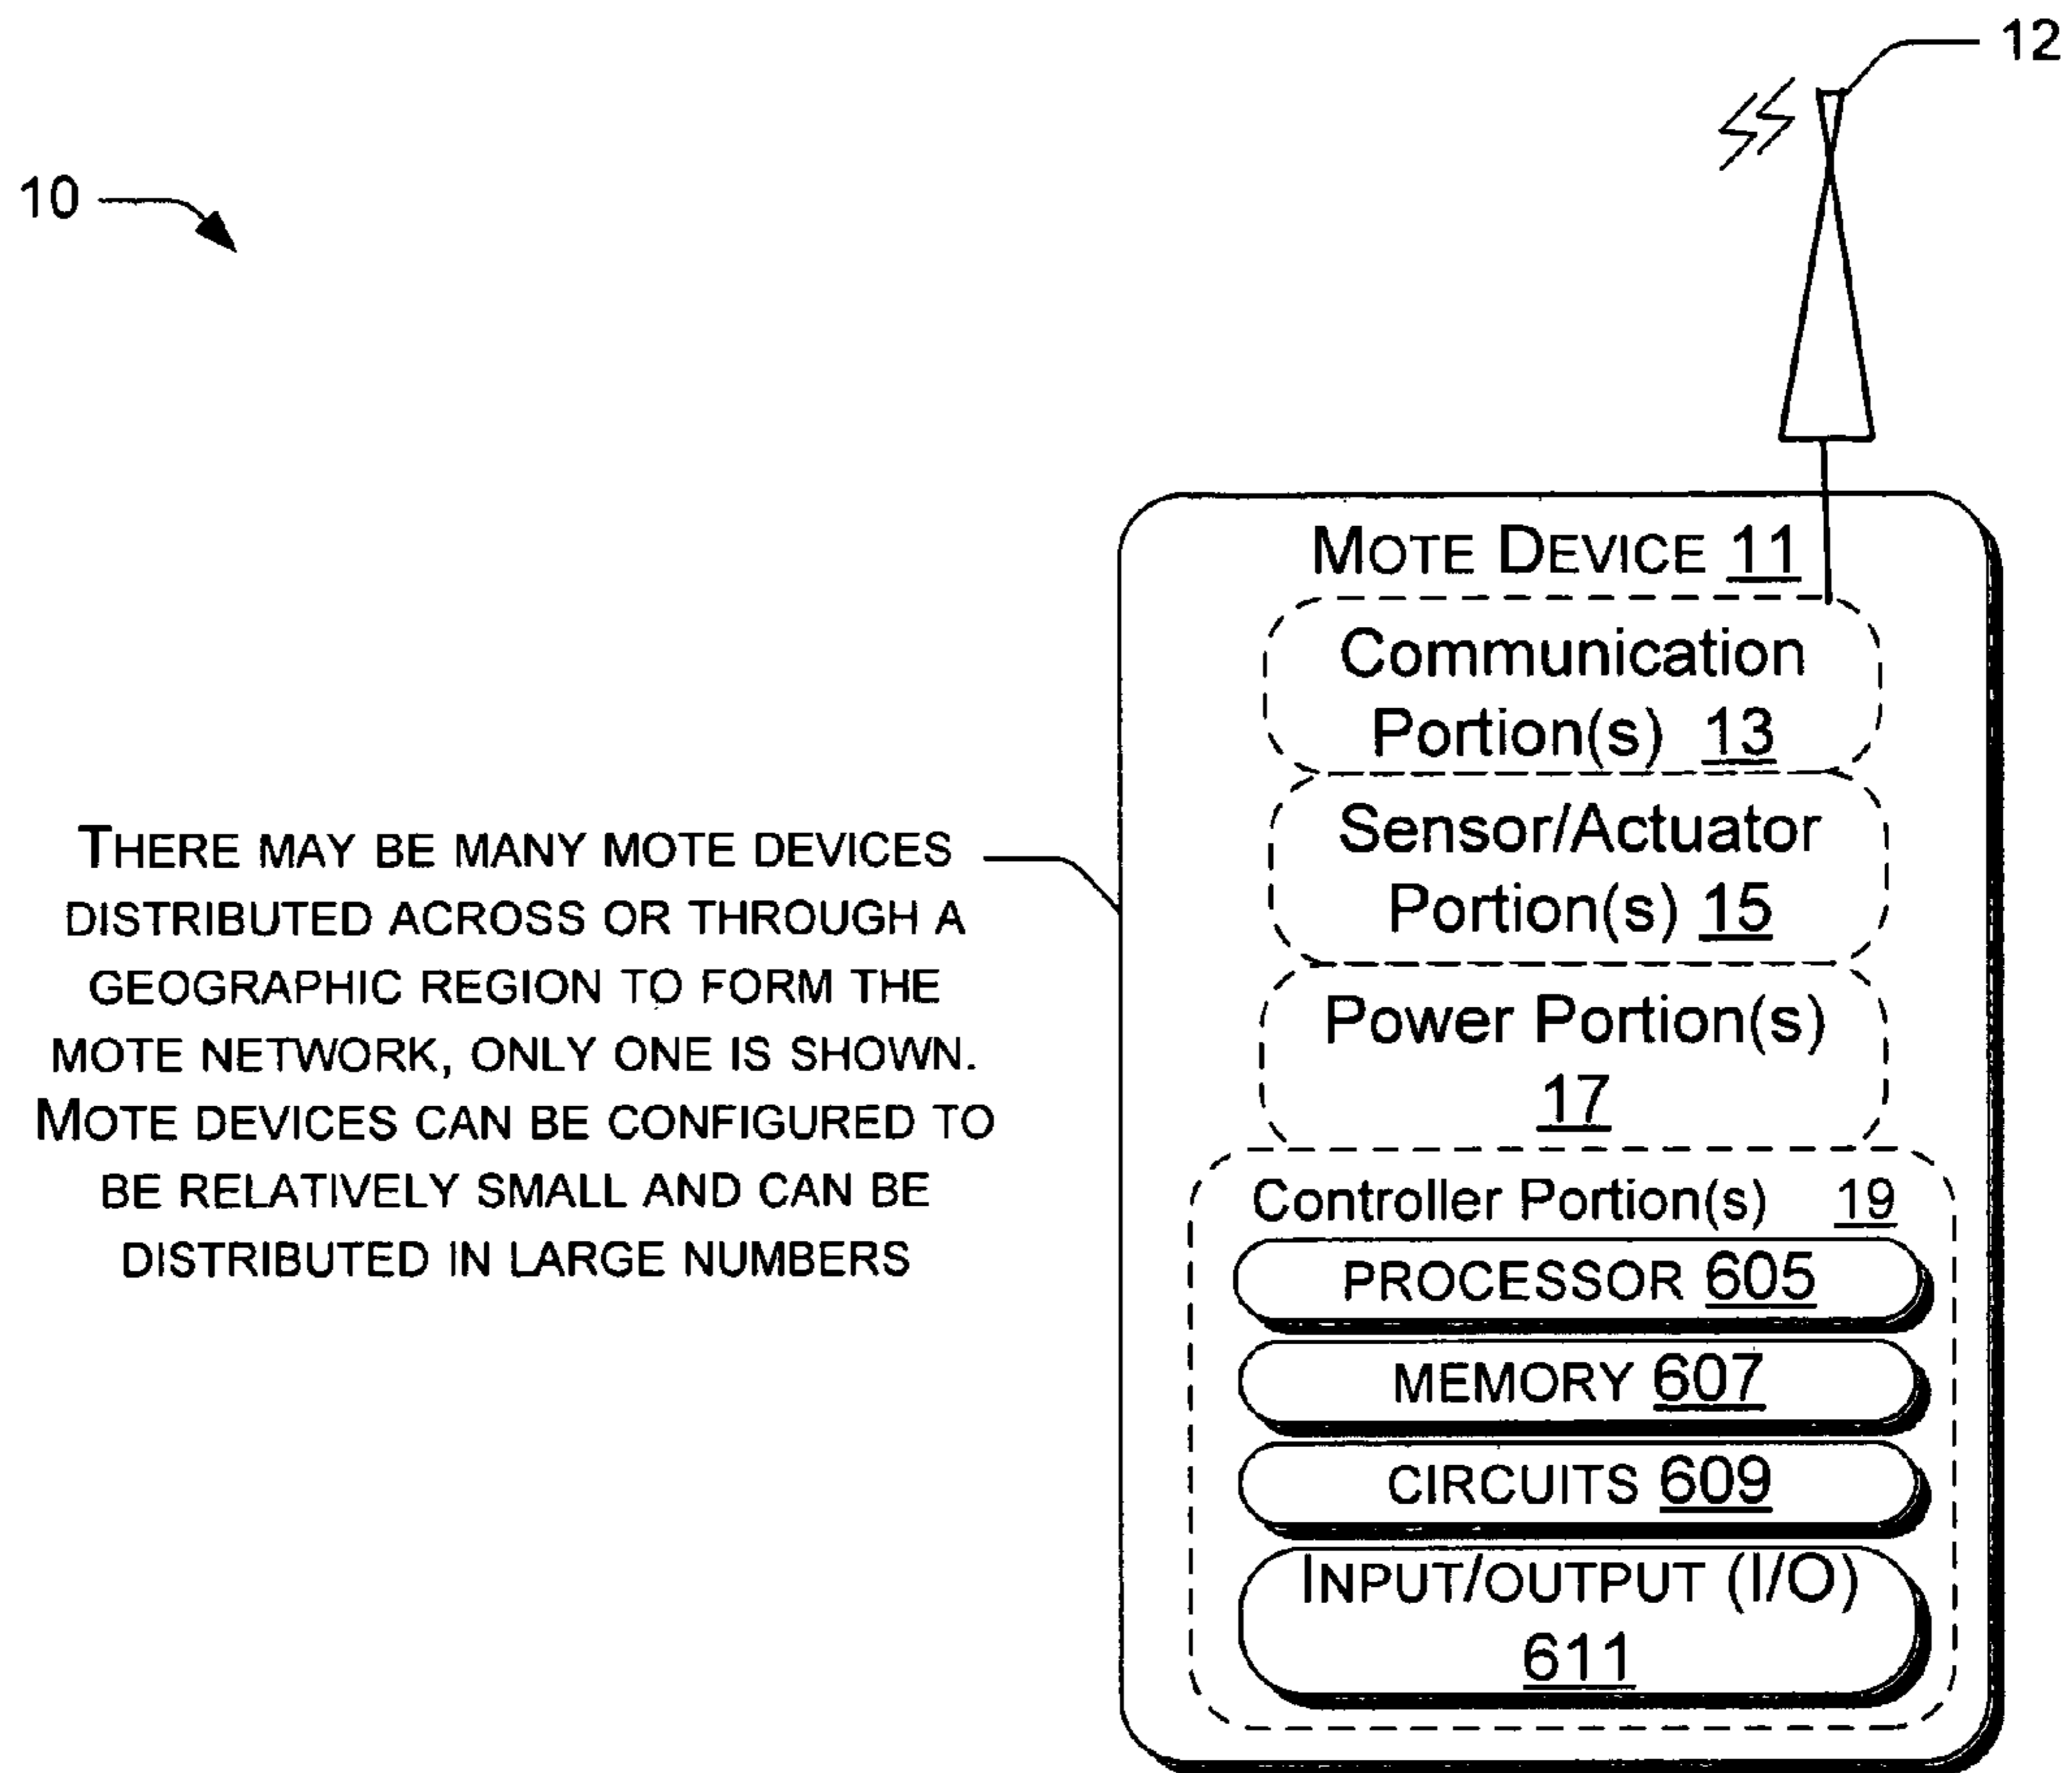 12
10
MOTE DEVICE 11
Communication
Portion(s) 13
Sensor/Actuator
Portion(s) 15
Power Portion(s)
17
Controller Portion(s) 19
PROCESSOR 605
MEMORY 607
CIRCUITS 609
INPUT/OUTPUT (I/O)
611
THERE MAY BE MANY MOTE DEVICES
DISTRIBUTED ACROSS OR THROUGH A
GEOGRAPHIC REGION TO FORM THE
MOTE NETWORK, ONLY ONE IS SHOWN.
MOTE DEVICES CAN BE CONFIGURED TO
BE RELATIVELY SMALL AND CAN BE
DISTRIBUTED IN LARGE NUMBERS